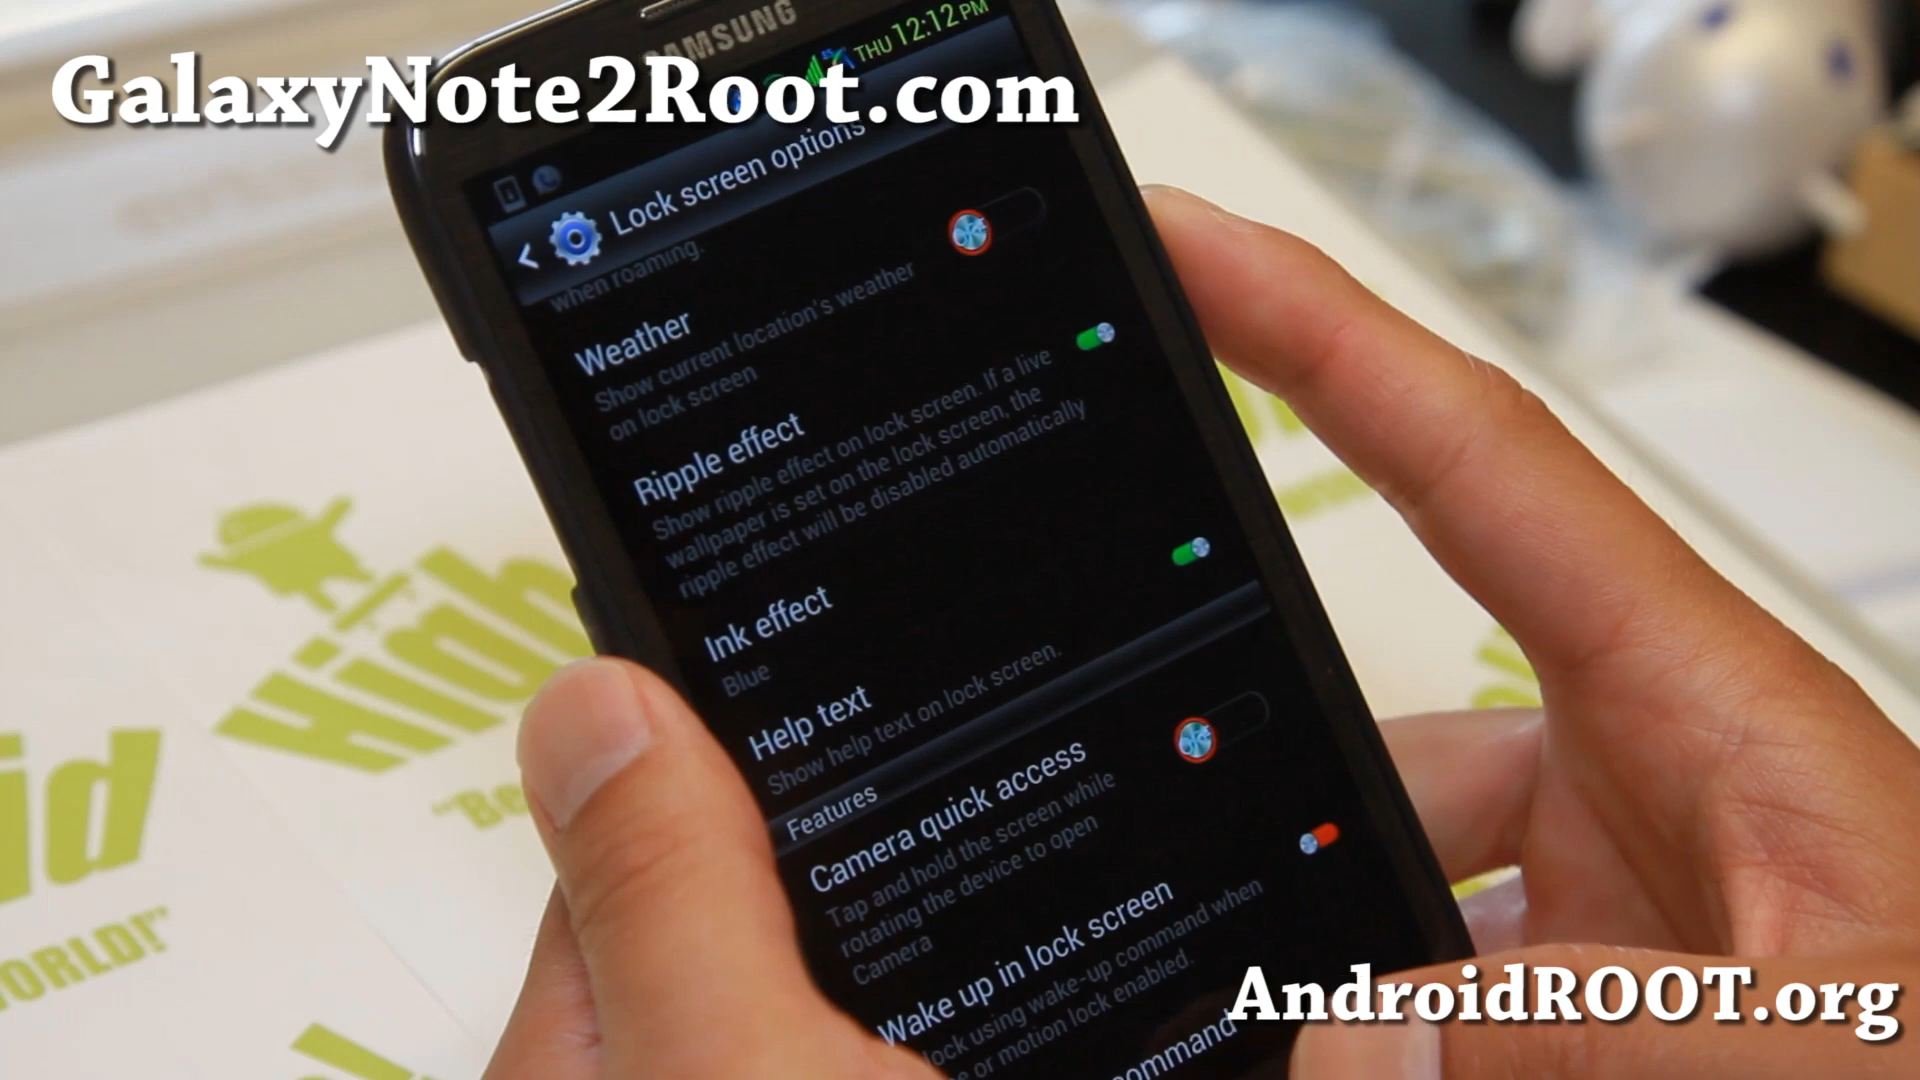 GalaxyNote2Root.com
SAMSUNG
THU 12:12 PM
Lock screen options
when roaming.
Weather
Show current location's weather
on lock screen
Ripple effect
Show ripple effect on lock screen. If a live
wallpaper is set on the lock screen, the
ripple effect will be disabled automatically
Ink effect
Blue
Help text
Show help text on lock screen.
Features
Camera quick access
Tap and hold the screen while
rotating the device to open
Camera
Wake up in lock screen
lock using wake-up command when
or motion lock enabled.
command
High
"Be
id
WORLD!"
AndroidROOT.org